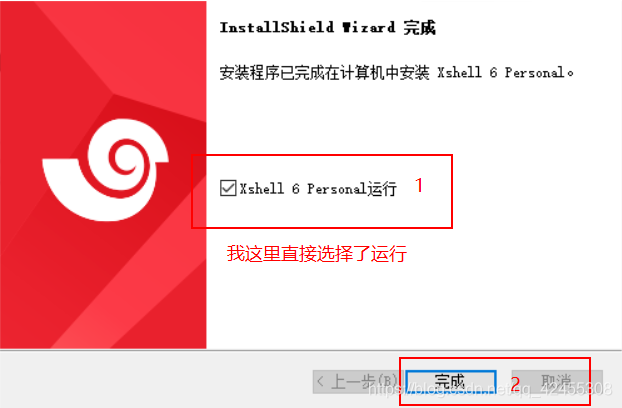 InstallShield Wizard 完成
安装程序已完成在计算机中安装 Xshell 6 Personal。
Xshell 6 Personal运行 1
我这里直接选择了运行
< 上一步(B) 完成 2 取消
https://blog.csdn.net/qq_42455308